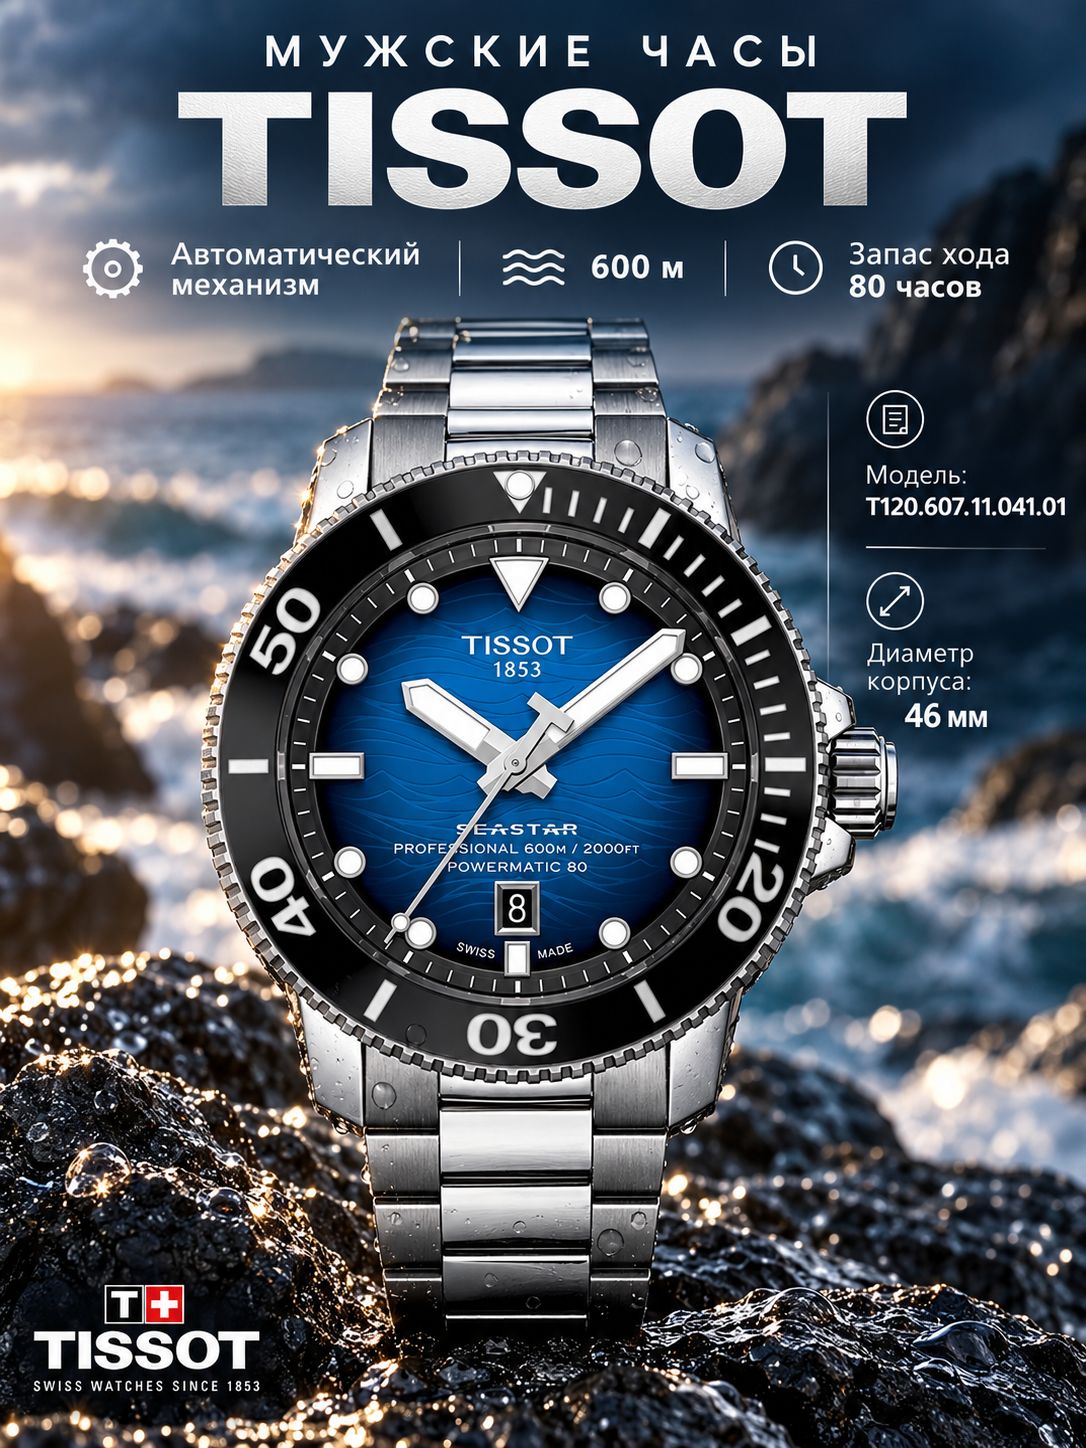 МУЖСКИЕ ЧАСЫ
TISSOT
Автоматический
механизм
600 м
Запас хода
80 часов
Модель:
T120.607.11.041.01
Диаметр
корпуса:
46 мм
50
40
30
20
TISSOT
1853
SEASTAR
PROFESSIONAL 600M / 2000FT
POWERMATIC 80
8
SWISS MADE
T+
TISSOT
SWISS WATCHES SINCE 1853